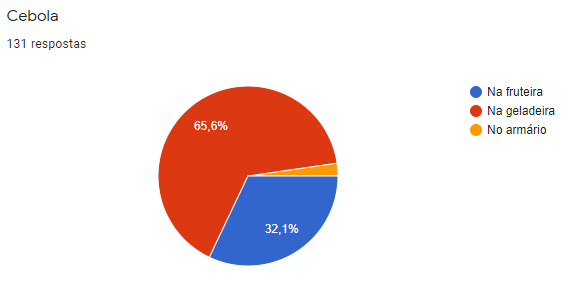 Cebola
131 respostas
65,6%
32,1%
Na fruteira
Na geladeira
No armário